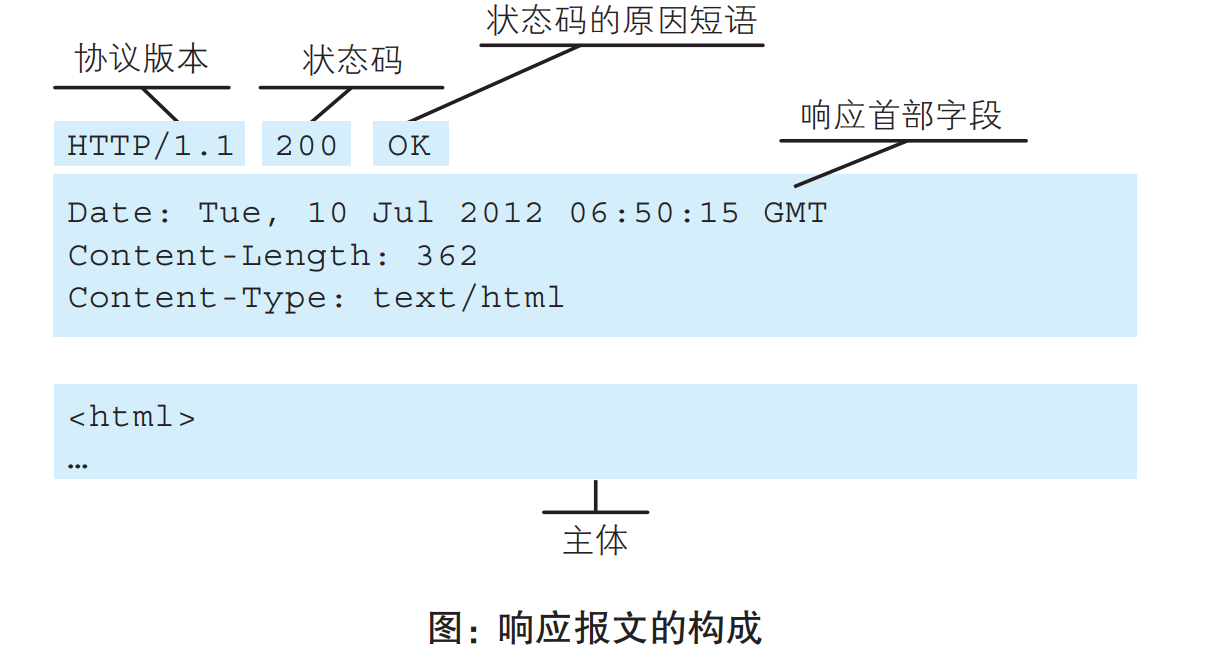 状态码的原因短语
协议版本 状态码
响应首部字段
HTTP/1.1 200 OK
Date: Tue, 10 Jul 2012 06:50:15 GMT
Content-Length: 362
Content-Type: text/html
<html>
…
主体
图：响应报文的构成